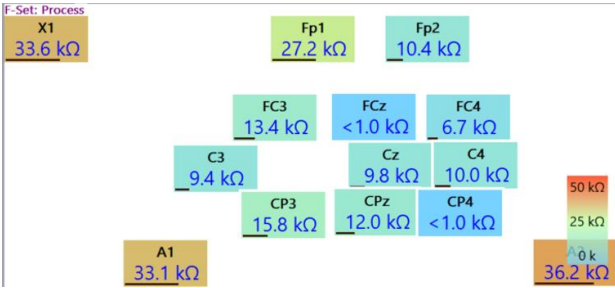 F-Set: Process
X1
33.6 kΩ
Fp1
27.2 kΩ
Fp2
10.4 kΩ
FC3
13.4 kΩ
FCz
<1.0 kΩ
FC4
6.7 kΩ
C3
9.4 kΩ
Cz
9.8 kΩ
C4
10.0 kΩ
CP3
15.8 kΩ
CPz
12.0 kΩ
CP4
<1.0 kΩ
50 kΩ
25 kΩ
0 k
A1
33.1 kΩ
36.2 kΩ